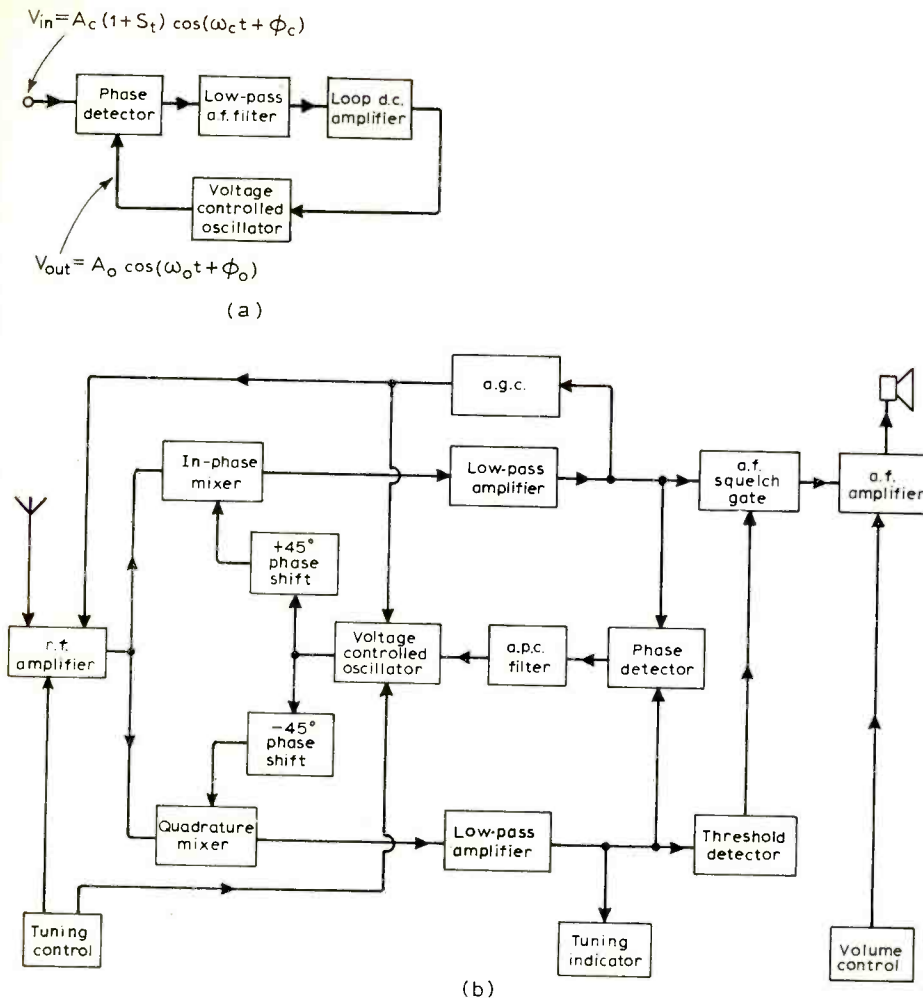 V_in = A_c (1+S_t) cos(ω_c t + ϕ_c)
Phase
detector
Low-pass
a.f. filter
Loop d.c.
amplifier
Voltage
controlled
oscillator
V_out = A_o cos(ω_o t + ϕ_o)
(a)
a.g.c.
In-phase
mixer
Low-pass
amplifier
a.f.
squelch
gate
a.f.
amplifier
+45°
phase
shift
r.f.
amplifier
Voltage
controlled
oscillator
a.p.c.
filter
Phase
detector
−45°
phase
shift
Quadrature
mixer
Low-pass
amplifier
Threshold
detector
Tuning
control
Tuning
indicator
Volume
control
(b)